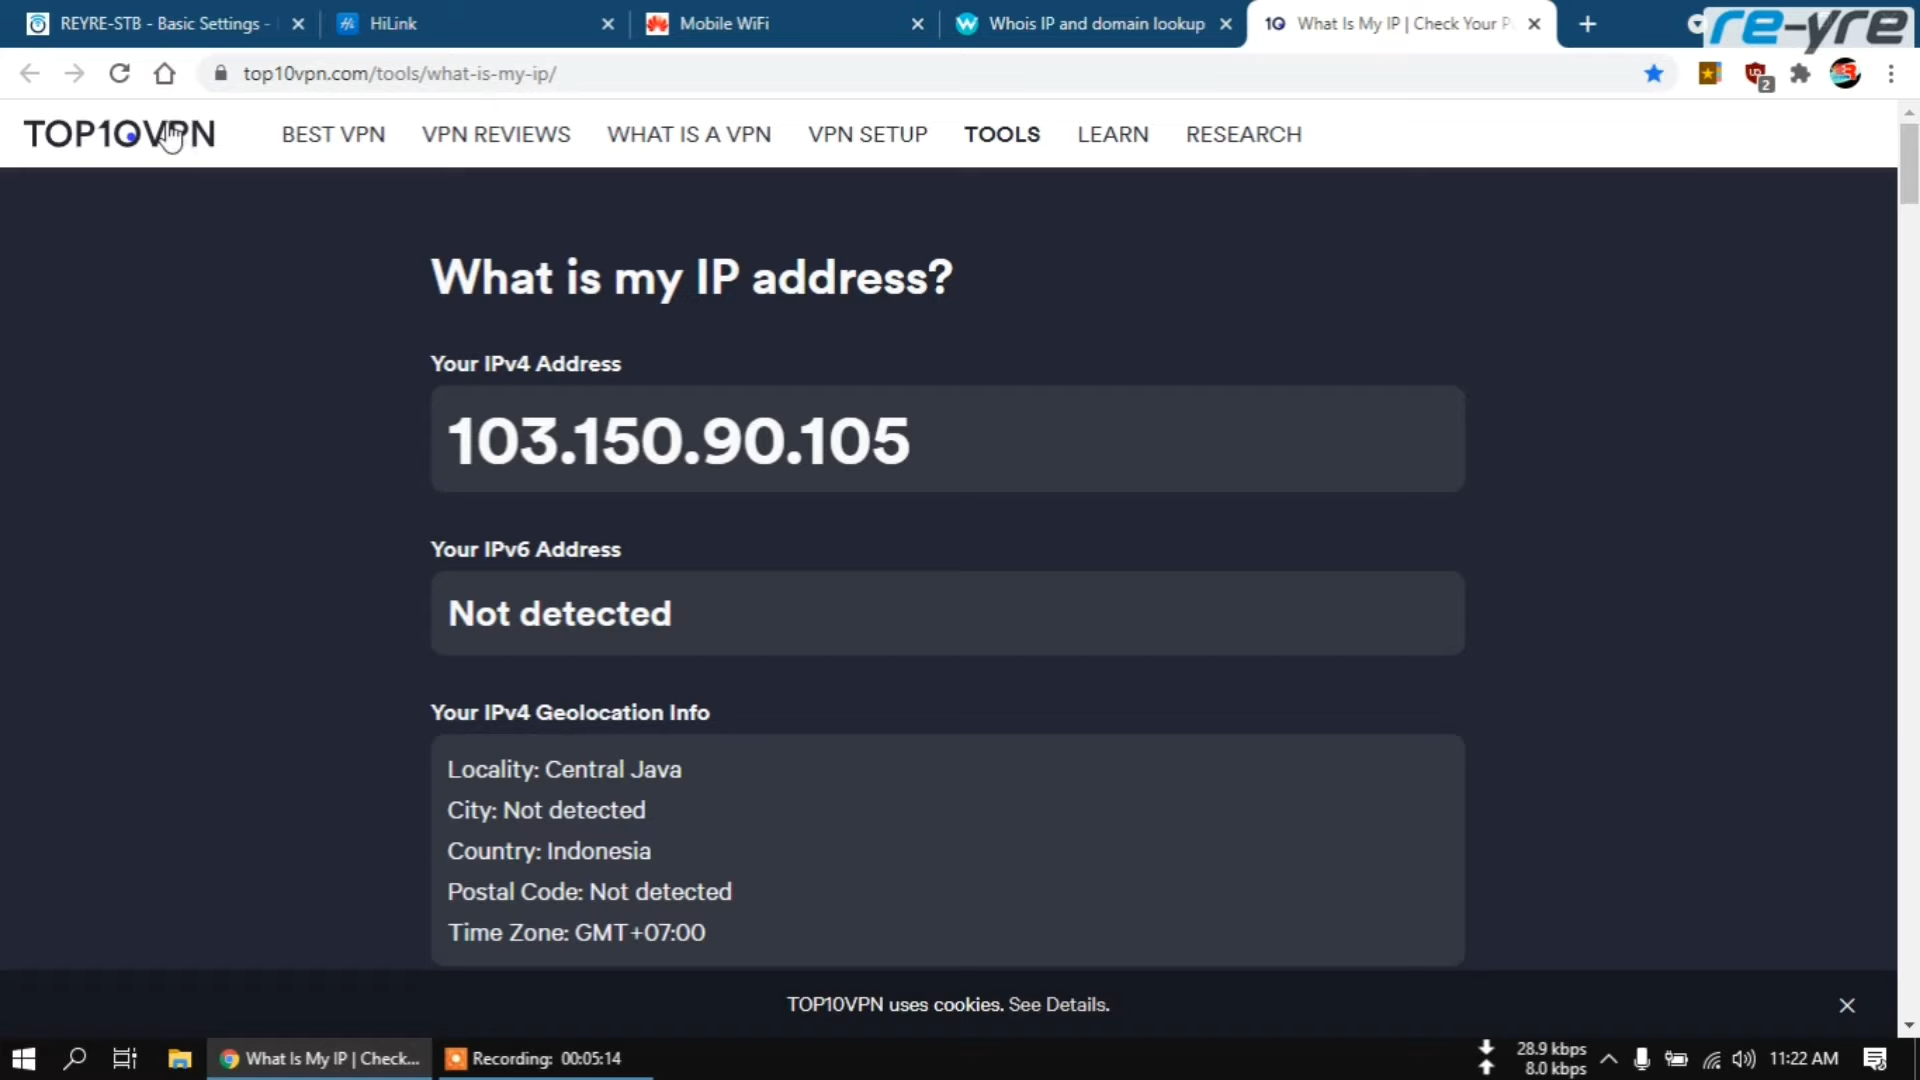 REYRE-STB - Basic Settings -
HiLink
Mobile WiFi
Whois IP and domain lookup
1O What Is My IP | Check Your P
re-yre
top10vpn.com/tools/what-is-my-ip/
2
TOP10VPN
BEST VPN
VPN REVIEWS
WHAT IS A VPN
VPN SETUP
TOOLS
LEARN
RESEARCH
What is my IP address?
Your IPv4 Address
103.150.90.105
Your IPv6 Address
Not detected
Your IPv4 Geolocation Info
Locality: Central Java
City: Not detected
Country: Indonesia
Postal Code: Not detected
Time Zone: GMT+07:00
TOP10VPN uses cookies. See Details.
What Is My IP | Check...
Recording: 00:05:14
28.9 kbps
8.0 kbps
11:22 AM